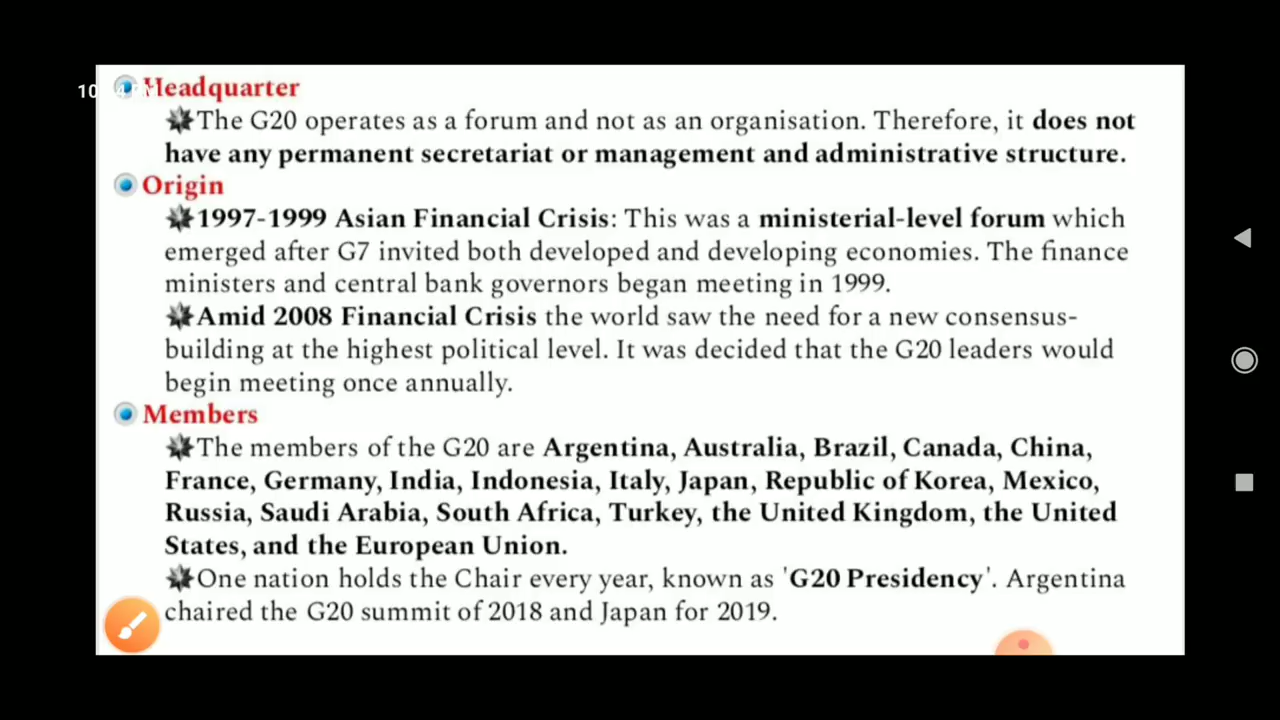 Headquarter
The G20 operates as a forum and not as an organisation. Therefore, it does not
have any permanent secretariat or management and administrative structure.
Origin
1997-1999 Asian Financial Crisis: This was a ministerial-level forum which
emerged after G7 invited both developed and developing economies. The finance
ministers and central bank governors began meeting in 1999.
Amid 2008 Financial Crisis the world saw the need for a new consensus-
building at the highest political level. It was decided that the G20 leaders would
begin meeting once annually.
Members
The members of the G20 are Argentina, Australia, Brazil, Canada, China,
France, Germany, India, Indonesia, Italy, Japan, Republic of Korea, Mexico,
Russia, Saudi Arabia, South Africa, Turkey, the United Kingdom, the United
States, and the European Union.
One nation holds the Chair every year, known as 'G20 Presidency'. Argentina
chaired the G20 summit of 2018 and Japan for 2019.